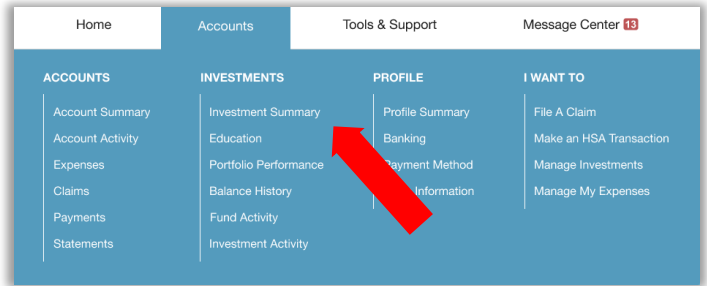 Home
Accounts
Tools & Support
Message Center 13
ACCOUNTS
Account Summary
Account Activity
Expenses
Claims
Payments
Statements
INVESTMENTS
Investment Summary
Education
Portfolio Performance
Balance History
Fund Activity
Investment Activity
PROFILE
Profile Summary
Banking
Payment Method
Information
I WANT TO
File A Claim
Make an HSA Transaction
Manage Investments
Manage My Expenses